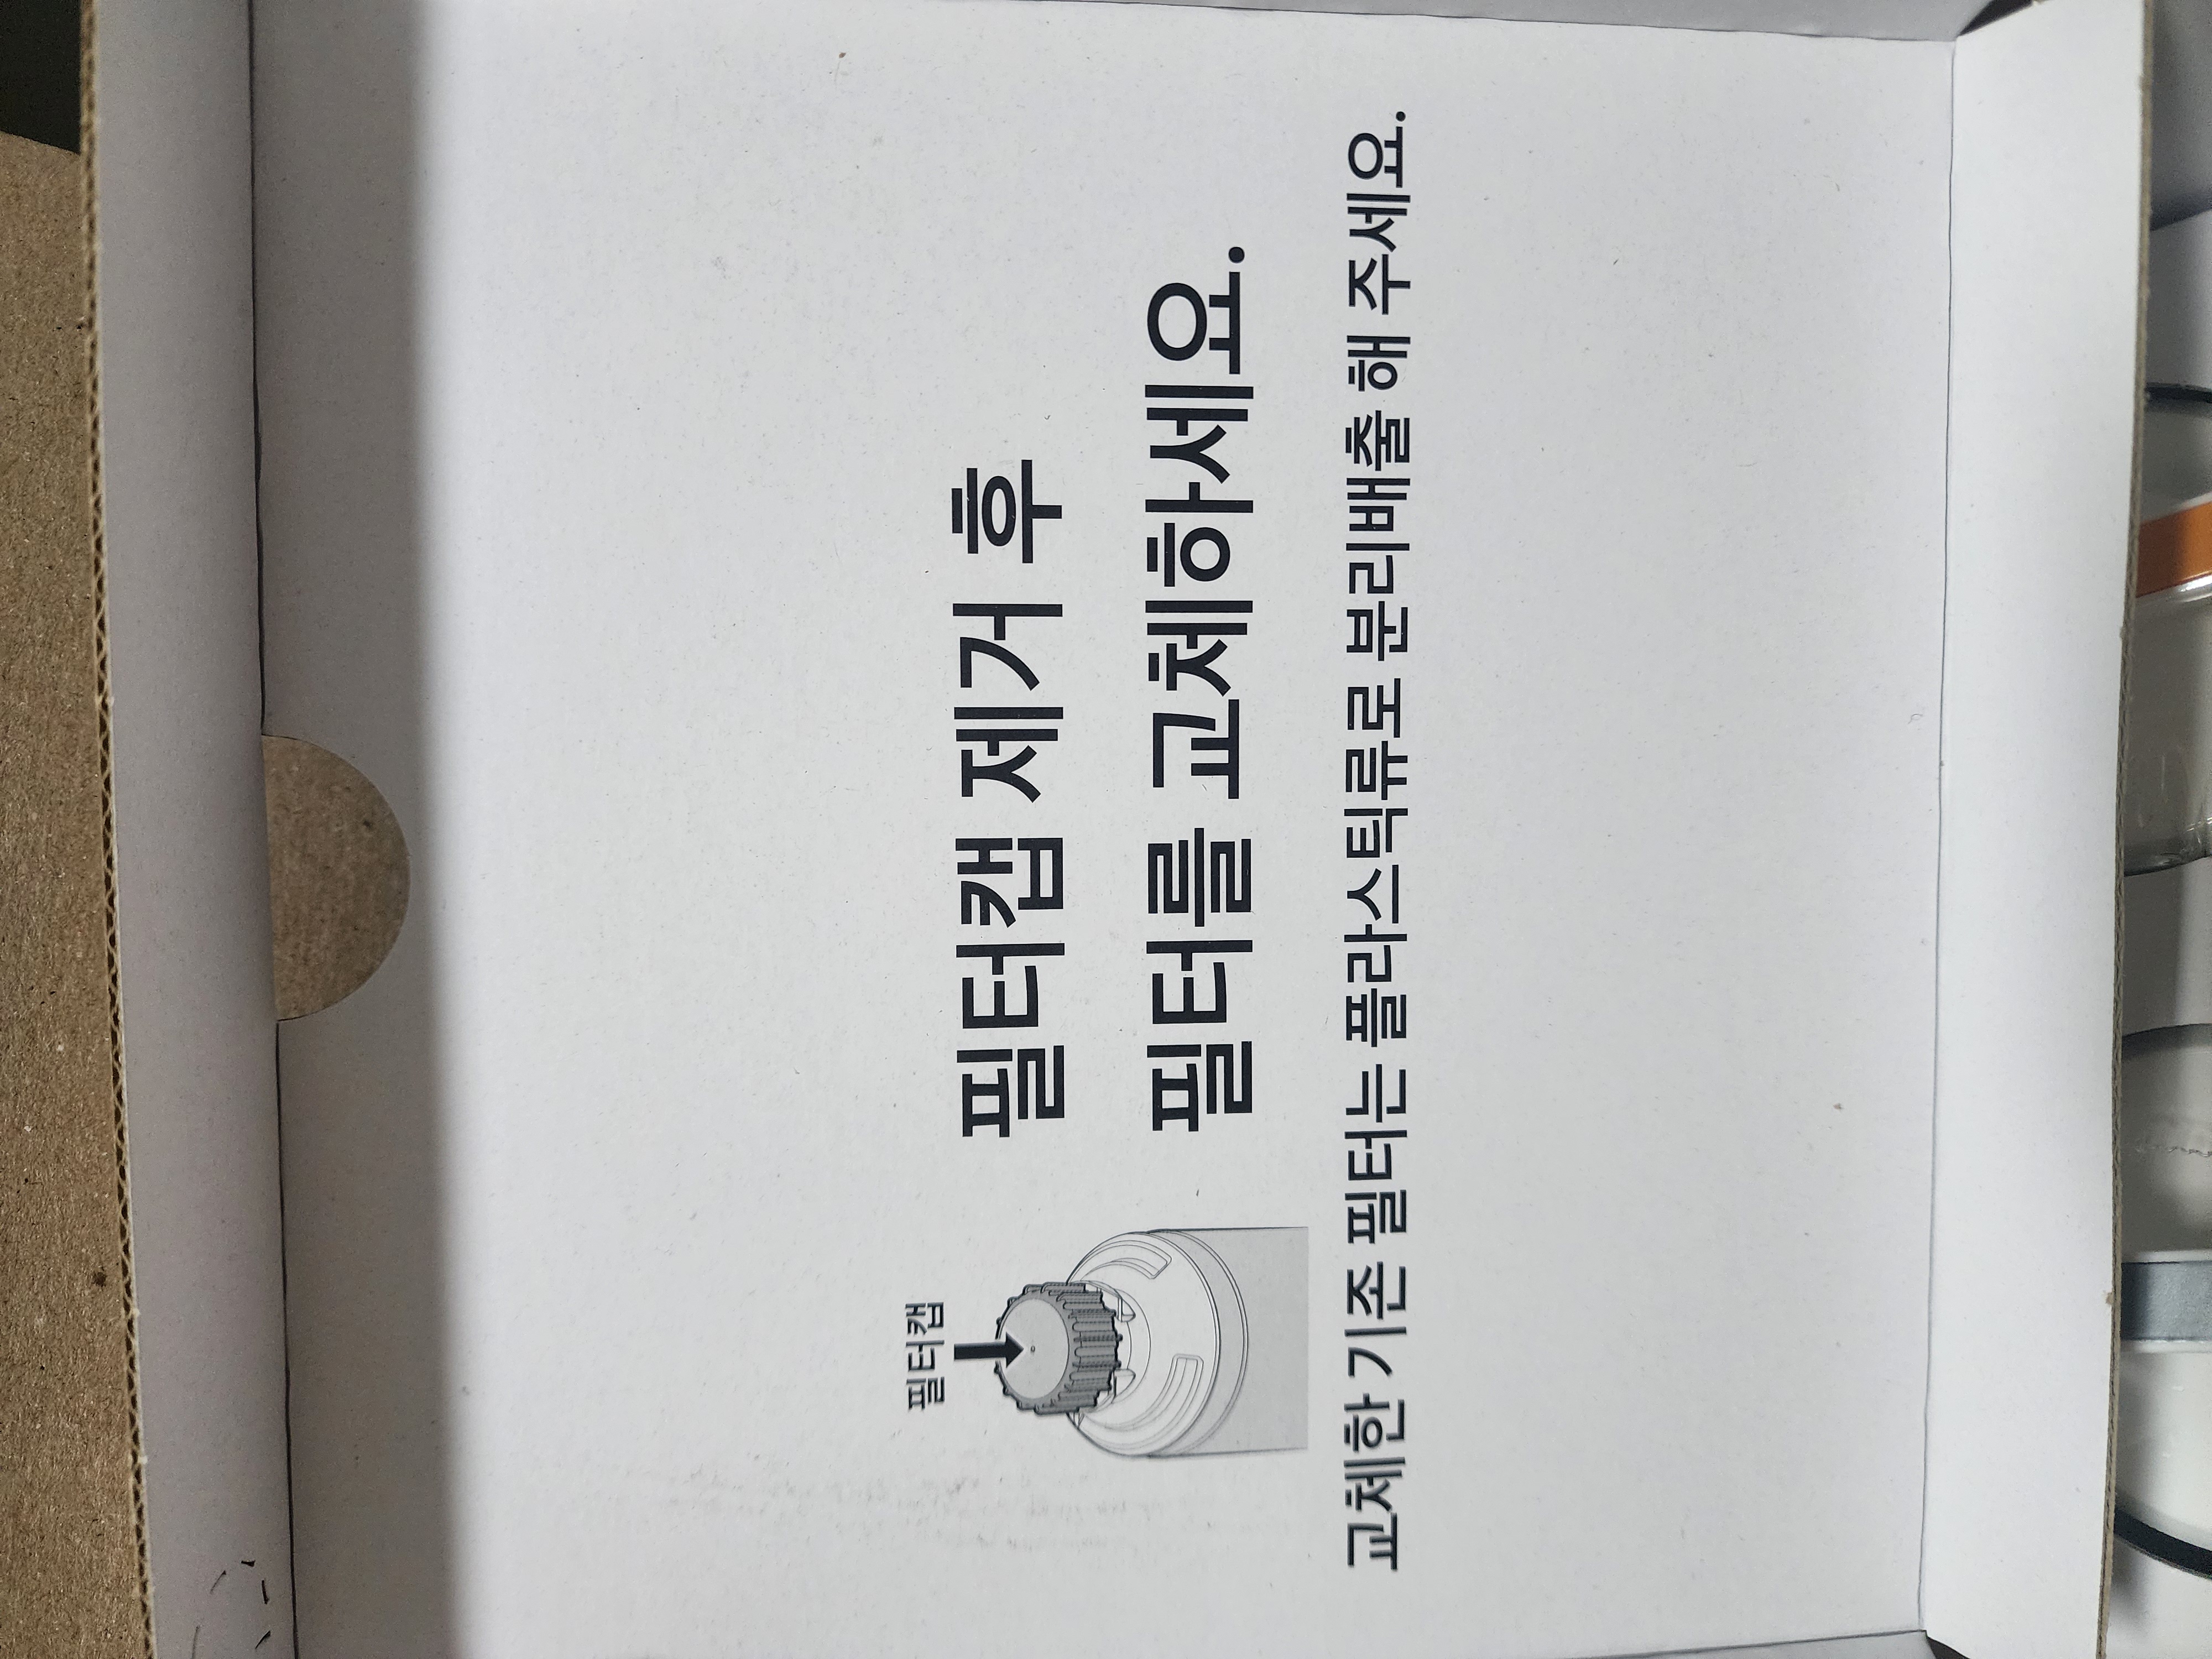 필터캡
필터캡 제거 후
필터를 교체하세요.
교체한 기존 필터는 플라스틱류로 분리배출 해 주세요.